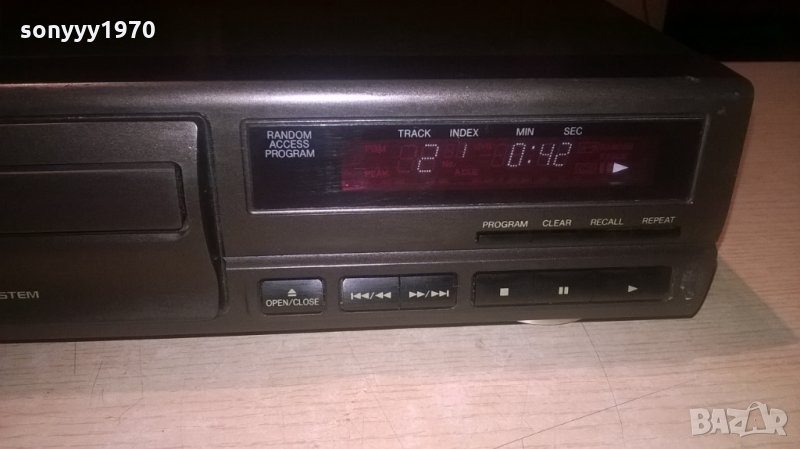 sonyyy1970
RANDOM
ACCESS
PROGRAM
TRACK INDEX MIN SEC
2 1 0:42
PROGRAM CLEAR RECALL REPEAT
STEM
OPEN/CLOSE
BAZAR